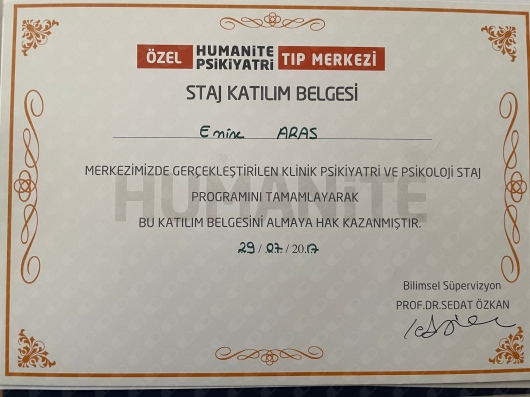 ÖZEL HUMANiTE PSİKİYATRİ TIP MERKEZİ
STAJ KATILIM BELGESİ
Emine ARAS
MERKEZİMİZDE GERÇEKLEŞTİRİLEN KLİNİK PSİKİYATRİ VE PSİKOLOJİ STAJ
PROGRAMINI TAMAMLAYARAK
HUMANiTE
BU KATILIM BELGESİNİ ALMAYA HAK KAZANMIŞTIR.
29 / 07 / 2017
Bilimsel Süpervizyon
PROF.DR.SEDAT ÖZKAN